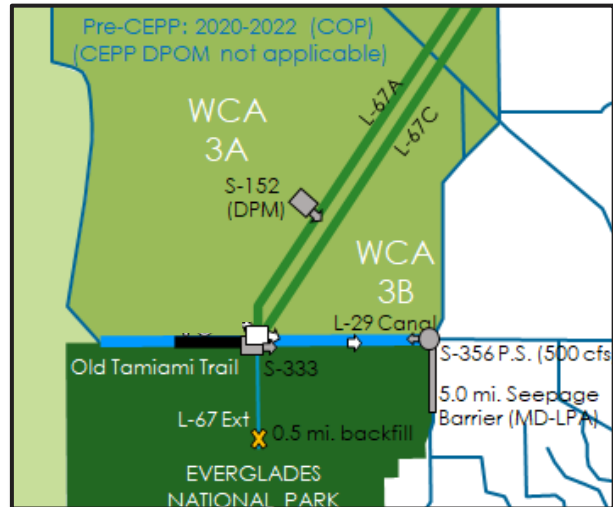 Pre-CEPP: 2020-2022 (COP)
(CEPP DPOM not applicable)
WCA
3A
L-67A
L-67C
S-152
(DPM)
WCA
3B
L-29 Canal
Old Tamiami Trail
S-333
S-356 P.S. (500 cfs
5.0 mi. Seepage
Barrier (MD-LPA)
L-67 Ext
0.5 mi. backfill
EVERGLADES
NATIONAL PARK